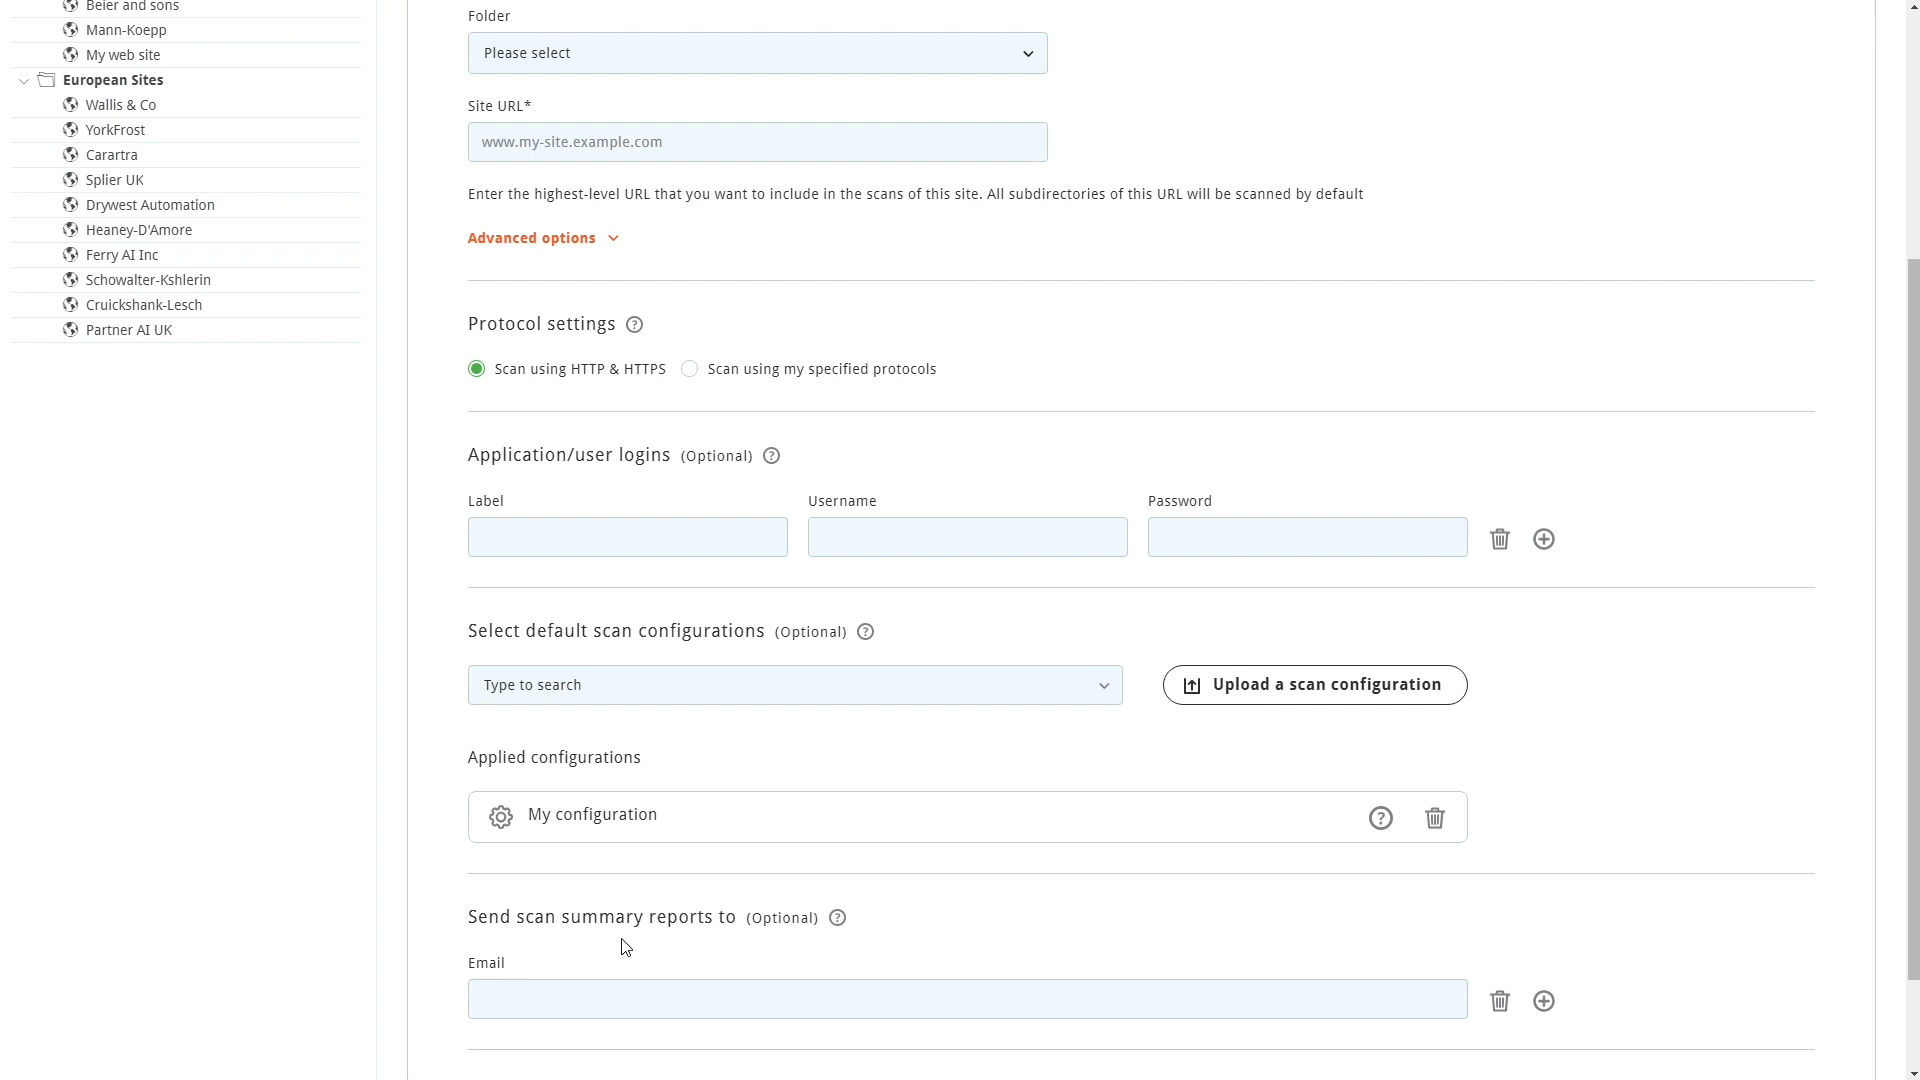 Beier and sons
Mann-Koepp
My web site
European Sites
Wallis & Co
YorkFrost
Carartra
Splier UK
Drywest Automation
Heaney-D'Amore
Ferry AI Inc
Schowalter-Kshlerin
Cruickshank-Lesch
Partner AI UK
Folder
Please select
Site URL*
www.my-site.example.com
Enter the highest-level URL that you want to include in the scans of this site. All subdirectories of this URL will be scanned by default
Advanced options
Protocol settings ?
Scan using HTTP & HTTPS Scan using my specified protocols
Application/user logins (Optional) ?
Label Username Password
Select default scan configurations (Optional) ?
Type to search Upload a scan configuration
Applied configurations
My configuration ?
Send scan summary reports to (Optional) ?
Email